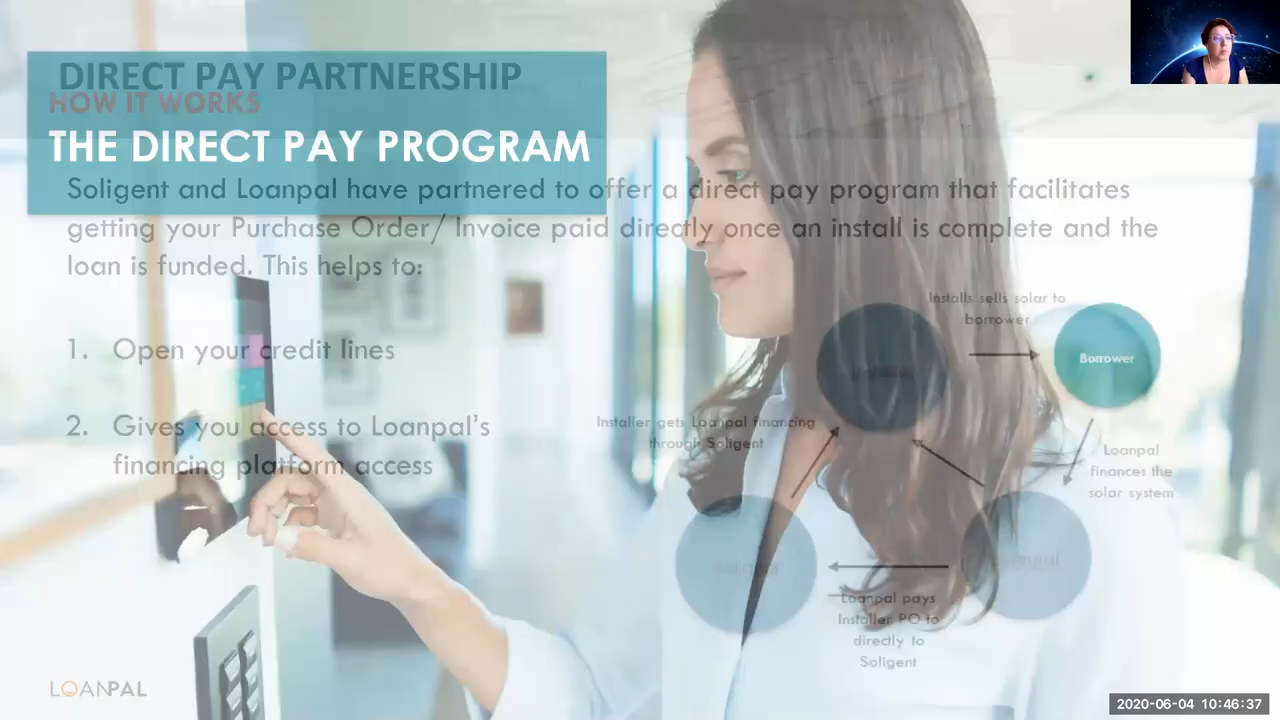 DIRECT PAY PARTNERSHIP
HOW IT WORKS
THE DIRECT PAY PROGRAM
Soligent and Loanpal have partnered to offer a direct pay program that facilitates
getting your Purchase Order/ Invoice paid directly once an install is complete and the
loan is funded. This helps to:
1. Open your credit lines
2. Gives you access to Loanpal’s
financing platform access
Installs sells solar to
borrower
Borrower
Installer gets Loanpal financing
through Soligent
Loanpal
finances the
solar system
Loanpal pays
Installer PO to
directly to
Soligent
LOANPAL
2020-06-04 10:46:37